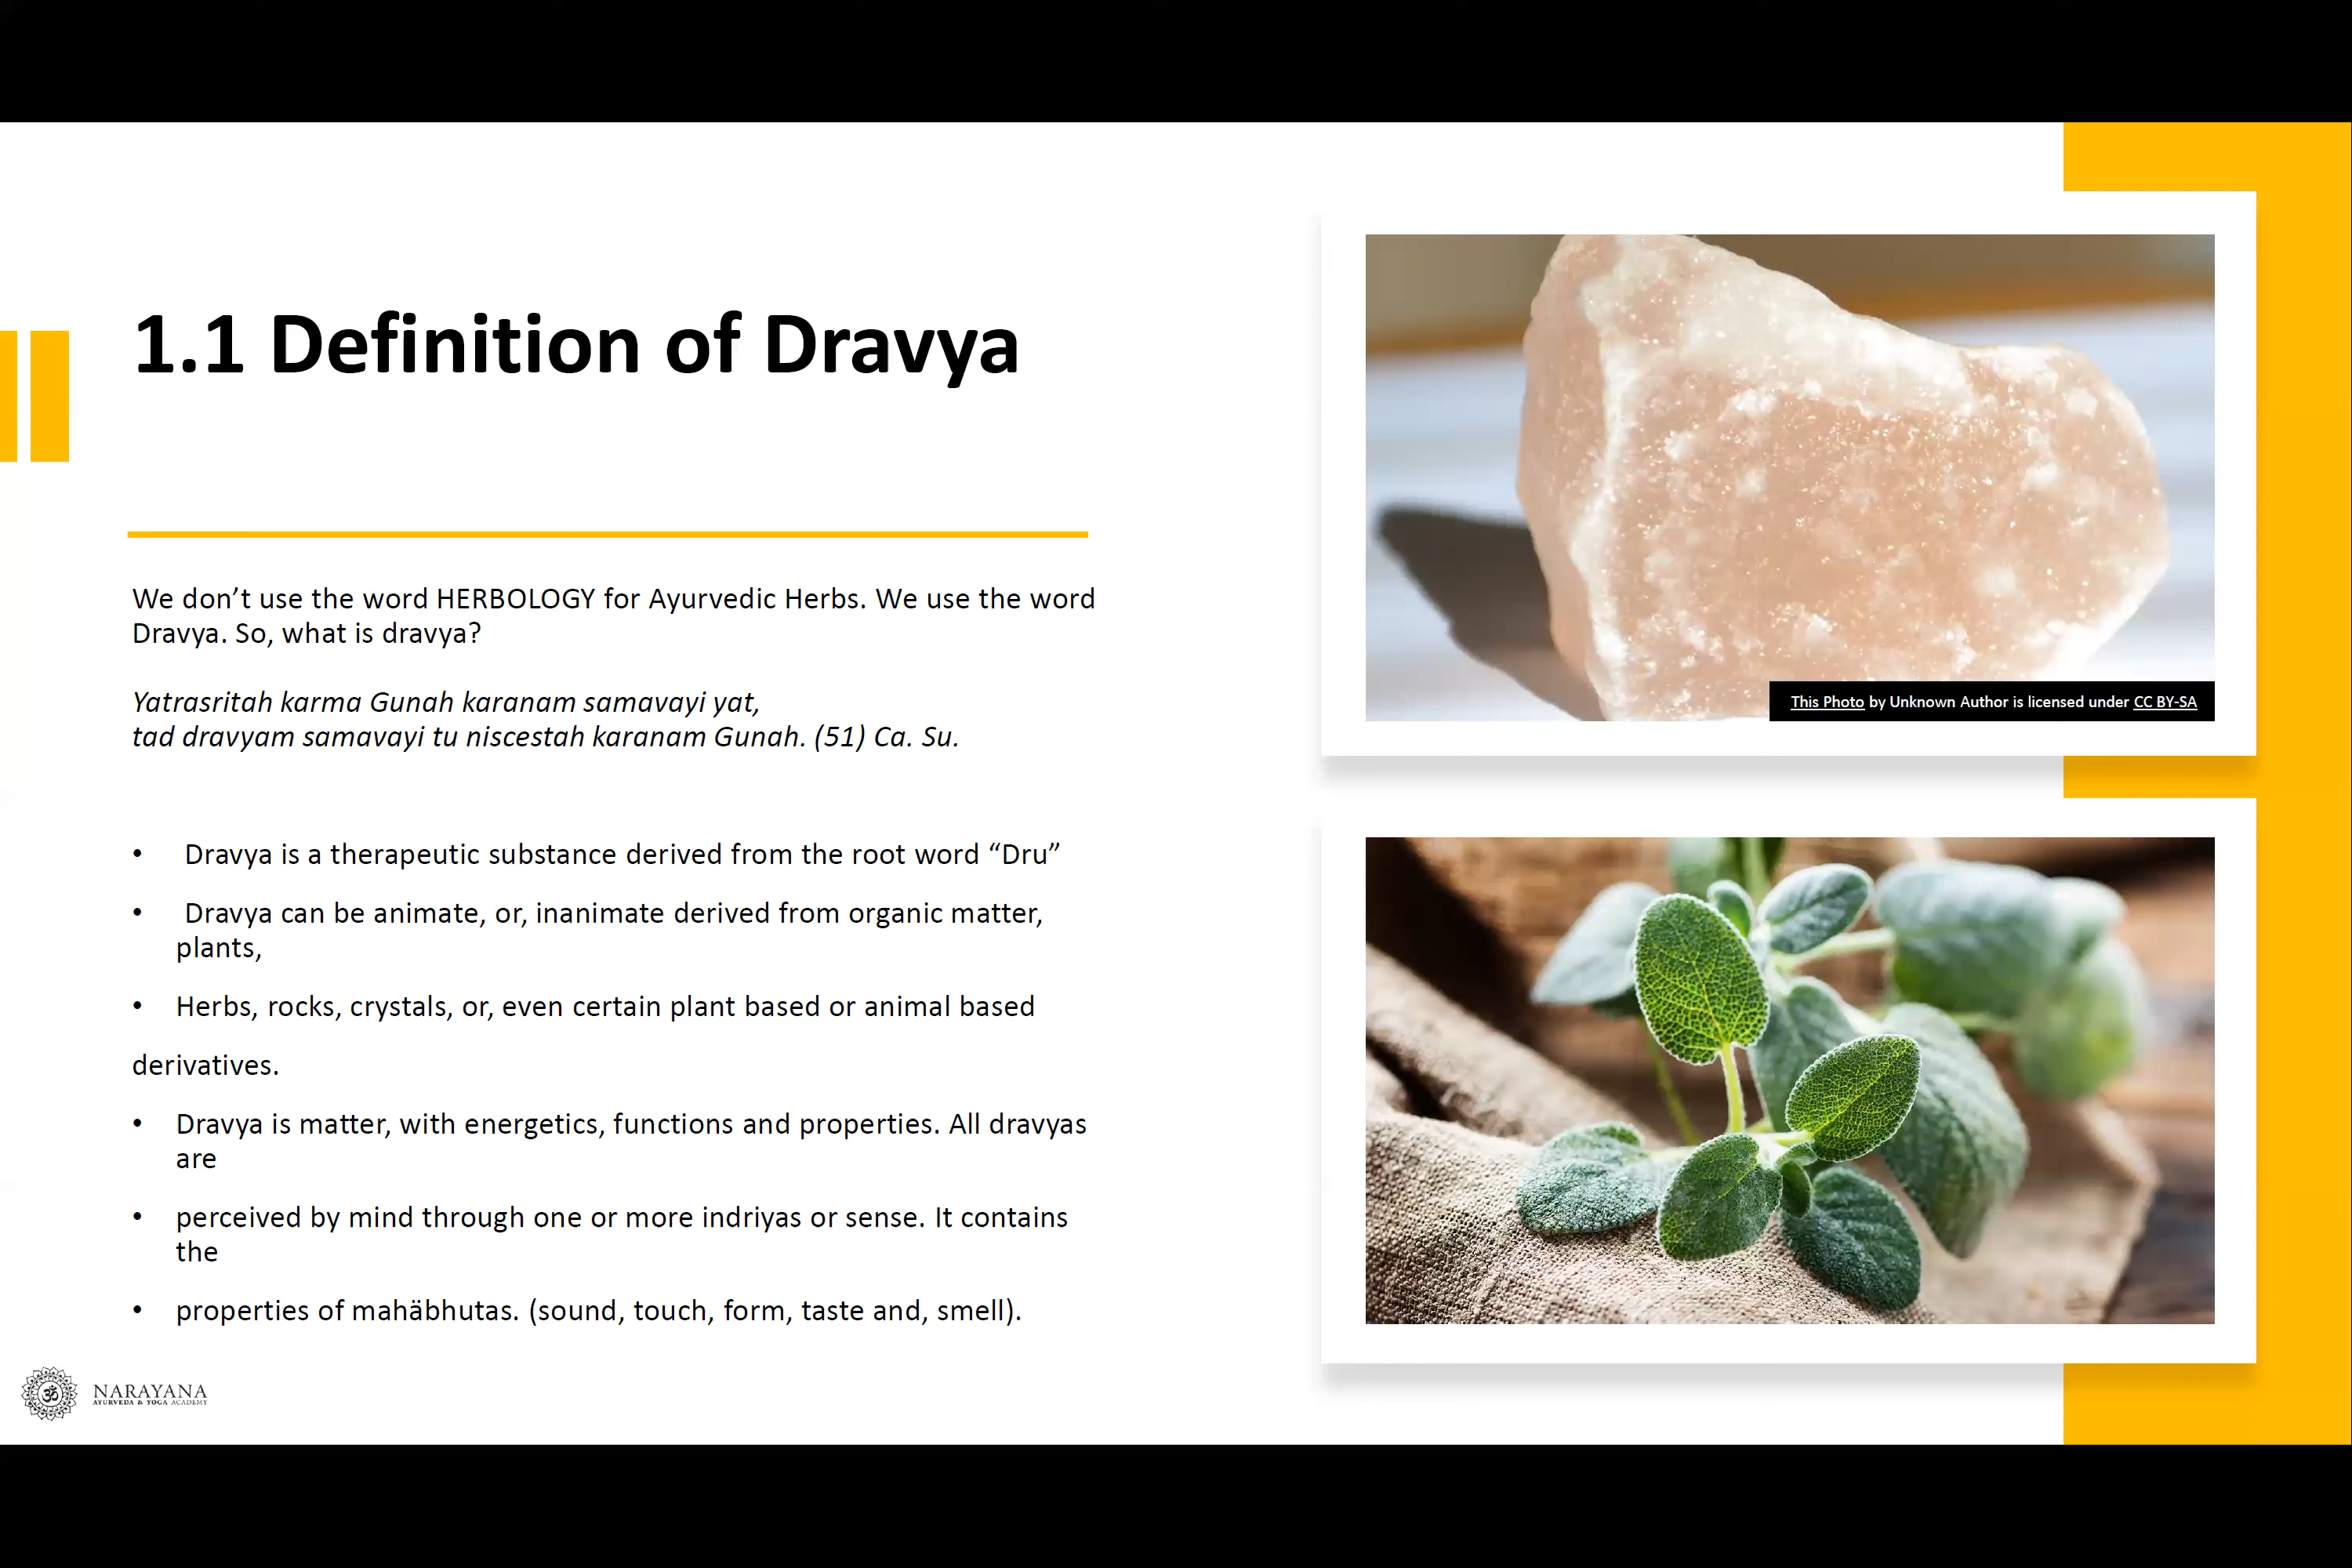 1.1 Definition of Dravya
We don’t use the word HERBOLOGY for Ayurvedic Herbs. We use the word
Dravya. So, what is dravya?
Yatrasritah karma Gunah karanam samavayi yat,
tad dravyam samavayi tu niscestah karanam Gunah. (51) Ca. Su.
• Dravya is a therapeutic substance derived from the root word “Dru”
• Dravya can be animate, or, inanimate derived from organic matter,
plants,
• Herbs, rocks, crystals, or, even certain plant based or animal based
derivatives.
• Dravya is matter, with energetics, functions and properties. All dravyas
are
• perceived by mind through one or more indriyas or sense. It contains
the
• properties of mahäbhutas. (sound, touch, form, taste and, smell).
This Photo by Unknown Author is licensed under CC BY-SA
ॐ
NARAYANA
AYURVEDA & YOGA ACADEMY